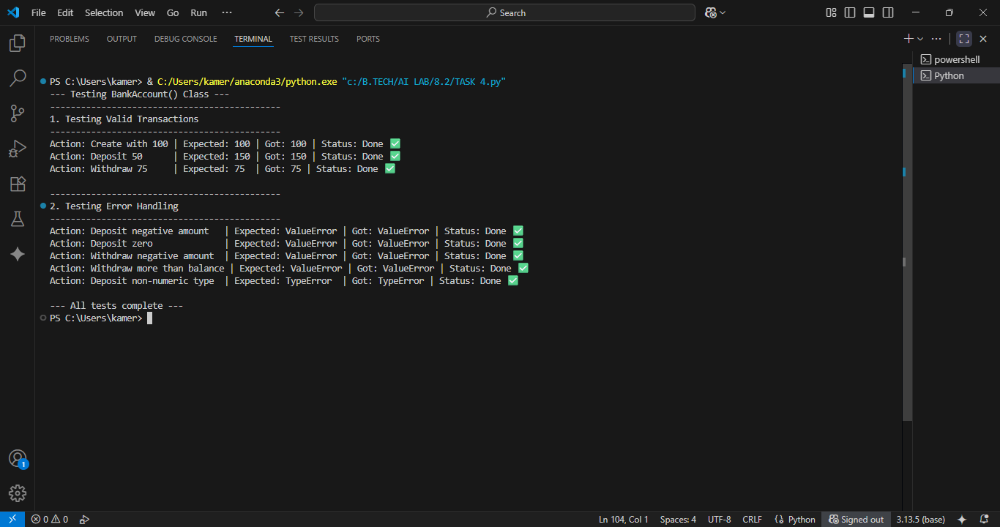 File Edit Selection View Go Run ··· Search
PROBLEMS OUTPUT DEBUG CONSOLE TERMINAL TEST RESULTS PORTS
powershell
Python
PS C:\Users\kamer> & C:/Users/kamer/anaconda3/python.exe "c:/B.TECH/AI LAB/8.2/TASK 4.py"
--- Testing BankAccount() Class ---
---------------------------------------------
1. Testing Valid Transactions
---------------------------------------------
Action: Create with 100 | Expected: 100 | Got: 100 | Status: Done ✅
Action: Deposit 50      | Expected: 150 | Got: 150 | Status: Done ✅
Action: Withdraw 75     | Expected: 75  | Got: 75 | Status: Done ✅
---------------------------------------------
2. Testing Error Handling
---------------------------------------------
Action: Deposit negative amount   | Expected: ValueError | Got: ValueError | Status: Done ✅
Action: Deposit zero              | Expected: ValueError | Got: ValueError | Status: Done ✅
Action: Withdraw negative amount  | Expected: ValueError | Got: ValueError | Status: Done ✅
Action: Withdraw more than balance | Expected: ValueError | Got: ValueError | Status: Done ✅
Action: Deposit non-numeric type  | Expected: TypeError  | Got: TypeError | Status: Done ✅
--- All tests complete ---
PS C:\Users\kamer>
1
0 0 Ln 104, Col 1 Spaces: 4 UTF-8 CRLF Python Signed out 3.13.5 (base)